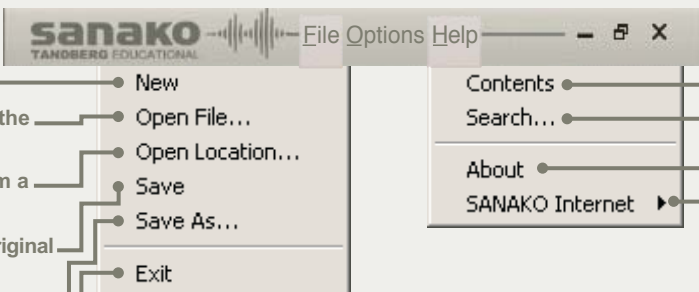 sanako
TANDBERG EDUCATIONAL
File Options Help
New
the
Open File...
m a
Open Location...
Save
riginal
Save As...
Exit
Contents
Search...
About
SANAKO Internet